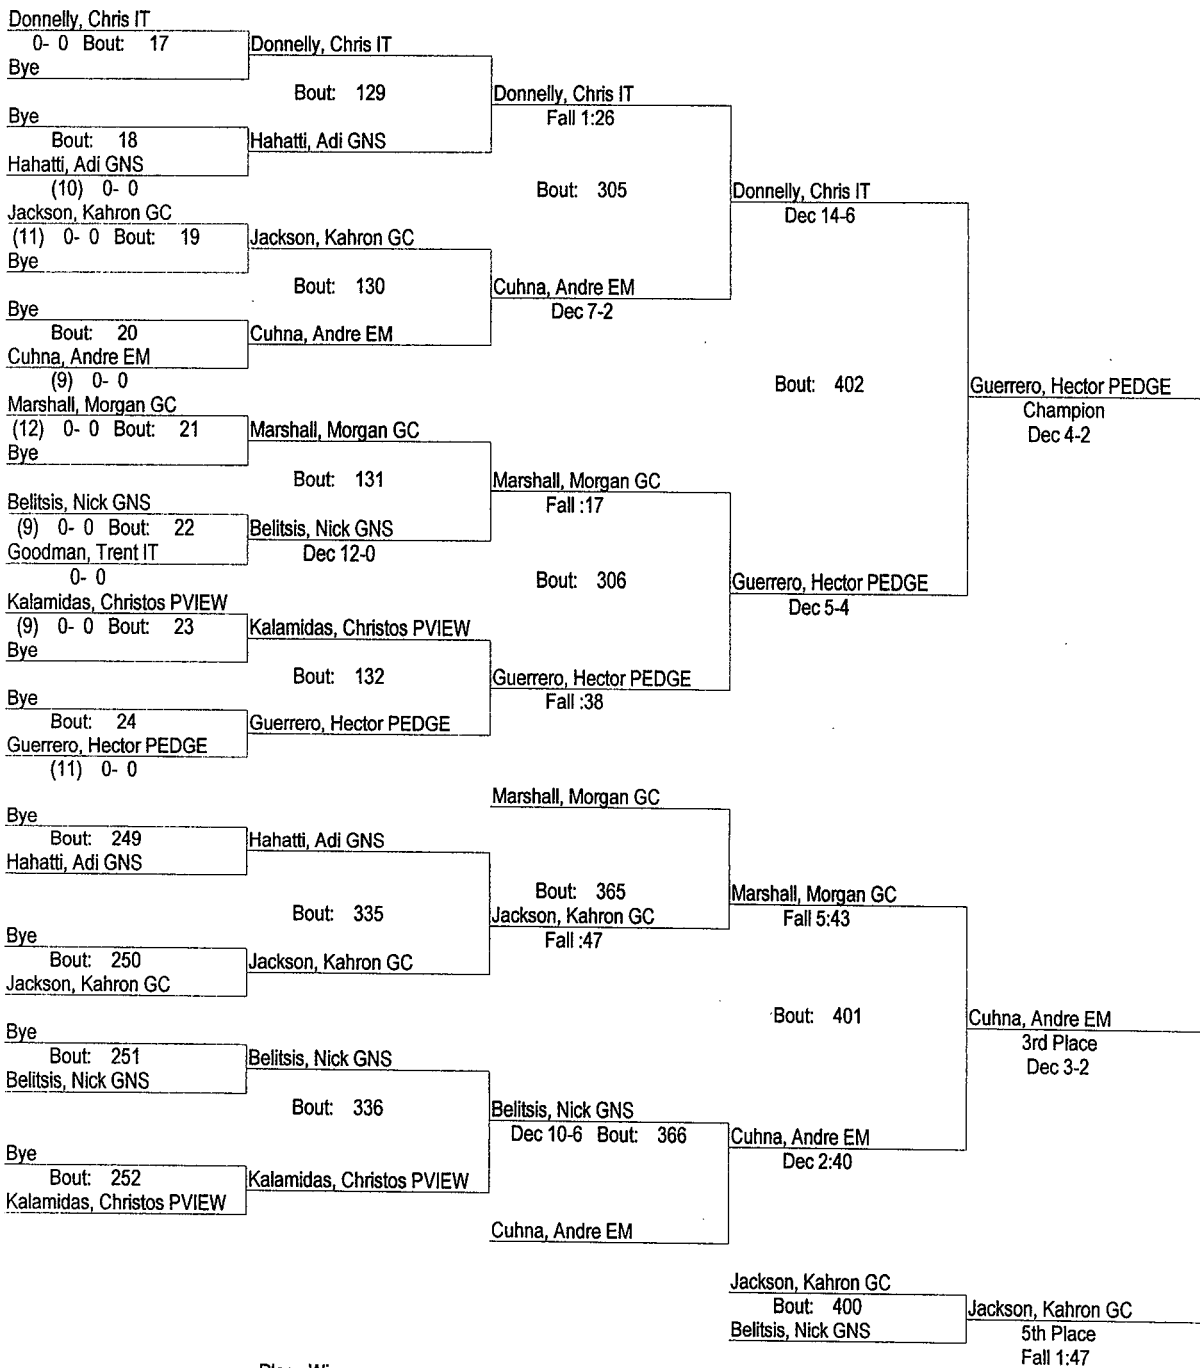 Donnelly, Chris IT
0- 0 Bout: 17
Bye
Donnelly, Chris IT
Bout: 129
Bye
Bout: 18
Hahatti, Adi GNS
(10) 0- 0
Hahatti, Adi GNS
Donnelly, Chris IT
Fall 1:26
Bout: 305
Jackson, Kahron GC
(11) 0- 0 Bout: 19
Bye
Jackson, Kahron GC
Bout: 130
Bye
Bout: 20
Cuhna, Andre EM
(9) 0- 0
Cuhna, Andre EM
Cuhna, Andre EM
Dec 7-2
Donnelly, Chris IT
Dec 14-6
Bout: 402
Marshall, Morgan GC
(12) 0- 0 Bout: 21
Bye
Marshall, Morgan GC
Bout: 131
Belitsis, Nick GNS
(9) 0- 0 Bout: 22
Goodman, Trent IT
0- 0
Belitsis, Nick GNS
Dec 12-0
Marshall, Morgan GC
Fall :17
Bout: 306
Kalamidas, Christos PVIEW
(9) 0- 0 Bout: 23
Bye
Kalamidas, Christos PVIEW
Bout: 132
Bye
Bout: 24
Guerrero, Hector PEDGE
(11) 0- 0
Guerrero, Hector PEDGE
Guerrero, Hector PEDGE
Fall :38
Guerrero, Hector PEDGE
Dec 5-4
Guerrero, Hector PEDGE
Champion
Dec 4-2
Bye
Bout: 249
Hahatti, Adi GNS
Hahatti, Adi GNS
Bout: 335
Bye
Bout: 250
Jackson, Kahron GC
Jackson, Kahron GC
Marshall, Morgan GC
Bout: 365
Jackson, Kahron GC
Fall :47
Marshall, Morgan GC
Fall 5:43
Bout: 401
Bye
Bout: 251
Belitsis, Nick GNS
Belitsis, Nick GNS
Bout: 336
Bye
Bout: 252
Kalamidas, Christos PVIEW
Kalamidas, Christos PVIEW
Belitsis, Nick GNS
Dec 10-6 Bout: 366
Cuhna, Andre EM
Cuhna, Andre EM
Dec 2:40
Cuhna, Andre EM
3rd Place
Dec 3-2
Jackson, Kahron GC
Bout: 400
Belitsis, Nick GNS
Jackson, Kahron GC
5th Place
Fall 1:47